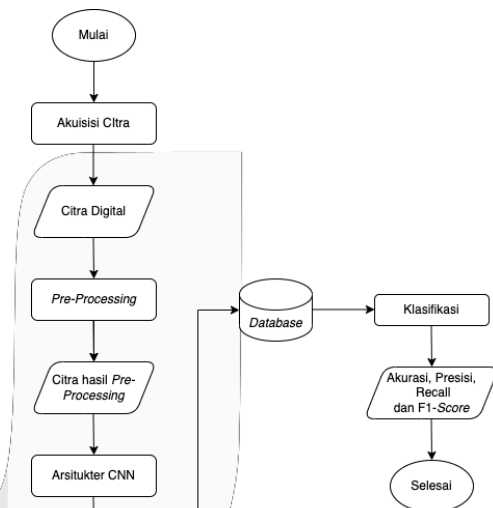 Mulai
Akuisisi CItra
Citra Digital
Pre-Processing
Citra hasil Pre-
Processing
Arsitukter CNN
Database
Klasifikasi
Akurasi, Presisi,
Recall
dan F1-Score
Selesai